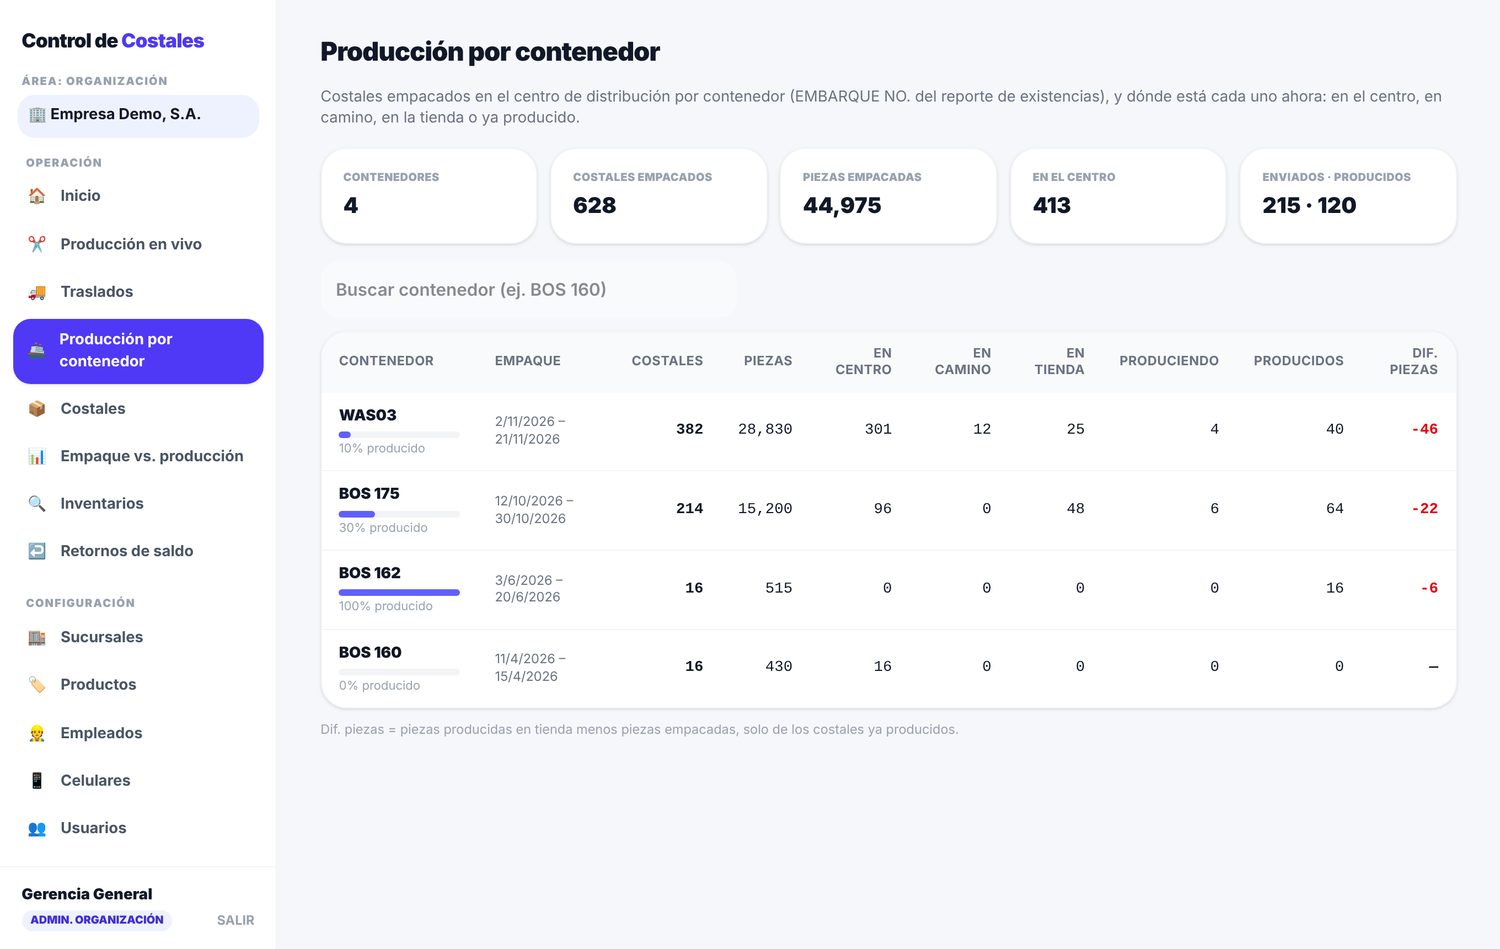 Control de Costales
ÁREA: ORGANIZACIÓN
Empresa Demo, S.A.
OPERACIÓN
Inicio
Producción en vivo
Traslados
Producción por
contenedor
Costales
Empaque vs. producción
Inventarios
Retornos de saldo
CONFIGURACIÓN
Sucursales
Productos
Empleados
Celulares
Usuarios
Gerencia General
ADMIN. ORGANIZACIÓN SALIR
Producción por contenedor
Costales empacados en el centro de distribución por contenedor (EMBARQUE NO. del reporte de existencias), y dónde está cada uno ahora: en el centro, en
camino, en la tienda o ya producido.
CONTENEDORES
4
COSTALES EMPACADOS
628
PIEZAS EMPACADAS
44,975
EN EL CENTRO
413
ENVIADOS · PRODUCIDOS
215 · 120
Buscar contenedor (ej. BOS 160)
CONTENEDOR EMPAQUE COSTALES PIEZAS EN CENTRO EN CAMINO EN TIENDA PRODUCIENDO PRODUCIDOS DIF. PIEZAS
WAS03
10% producido
2/11/2026 –
21/11/2026
382 28,830 301 12 25 4 40 -46
BOS 175
30% producido
12/10/2026 –
30/10/2026
214 15,200 96 0 48 6 64 -22
BOS 162
100% producido
3/6/2026 –
20/6/2026
16 515 0 0 0 0 16 -6
BOS 160
0% producido
11/4/2026 –
15/4/2026
16 430 16 0 0 0 0 —
Dif. piezas = piezas producidas en tienda menos piezas empacadas, solo de los costales ya producidos.